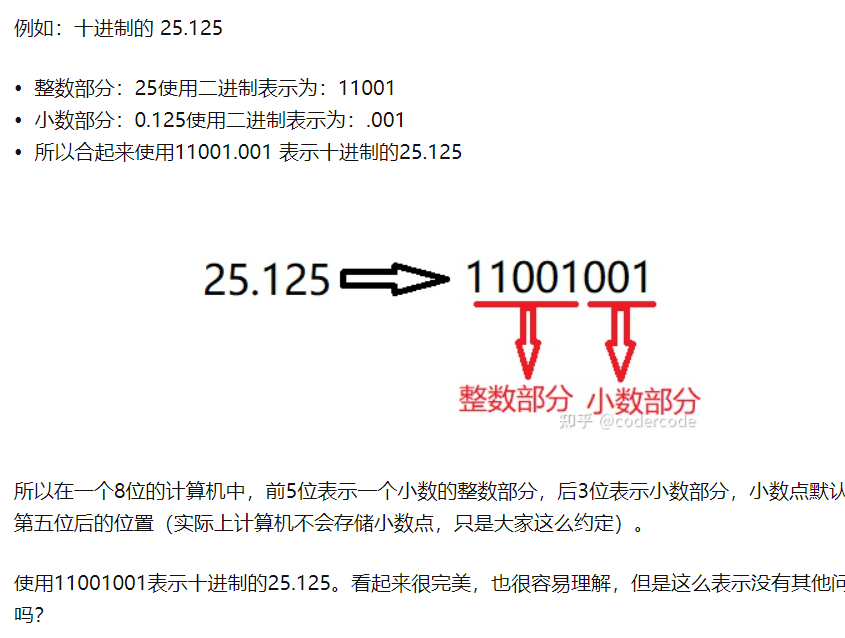 例如：十进制的 25.125
• 整数部分：25使用二进制表示为：11001
• 小数部分：0.125使用二进制表示为：.001
• 所以合起来使用11001.001 表示十进制的25.125
25.125 11001001
整数部分 小数部分
知乎 @codercode
所以在一个8位的计算机中，前5位表示一个小数的整数部分，后3位表示小数部分，小数点默认
第五位后的位置（实际上计算机不会存储小数点，只是大家这么约定）。
使用11001001表示十进制的25.125。看起来很完美，也很容易理解，但是这么表示没有其他问
吗？